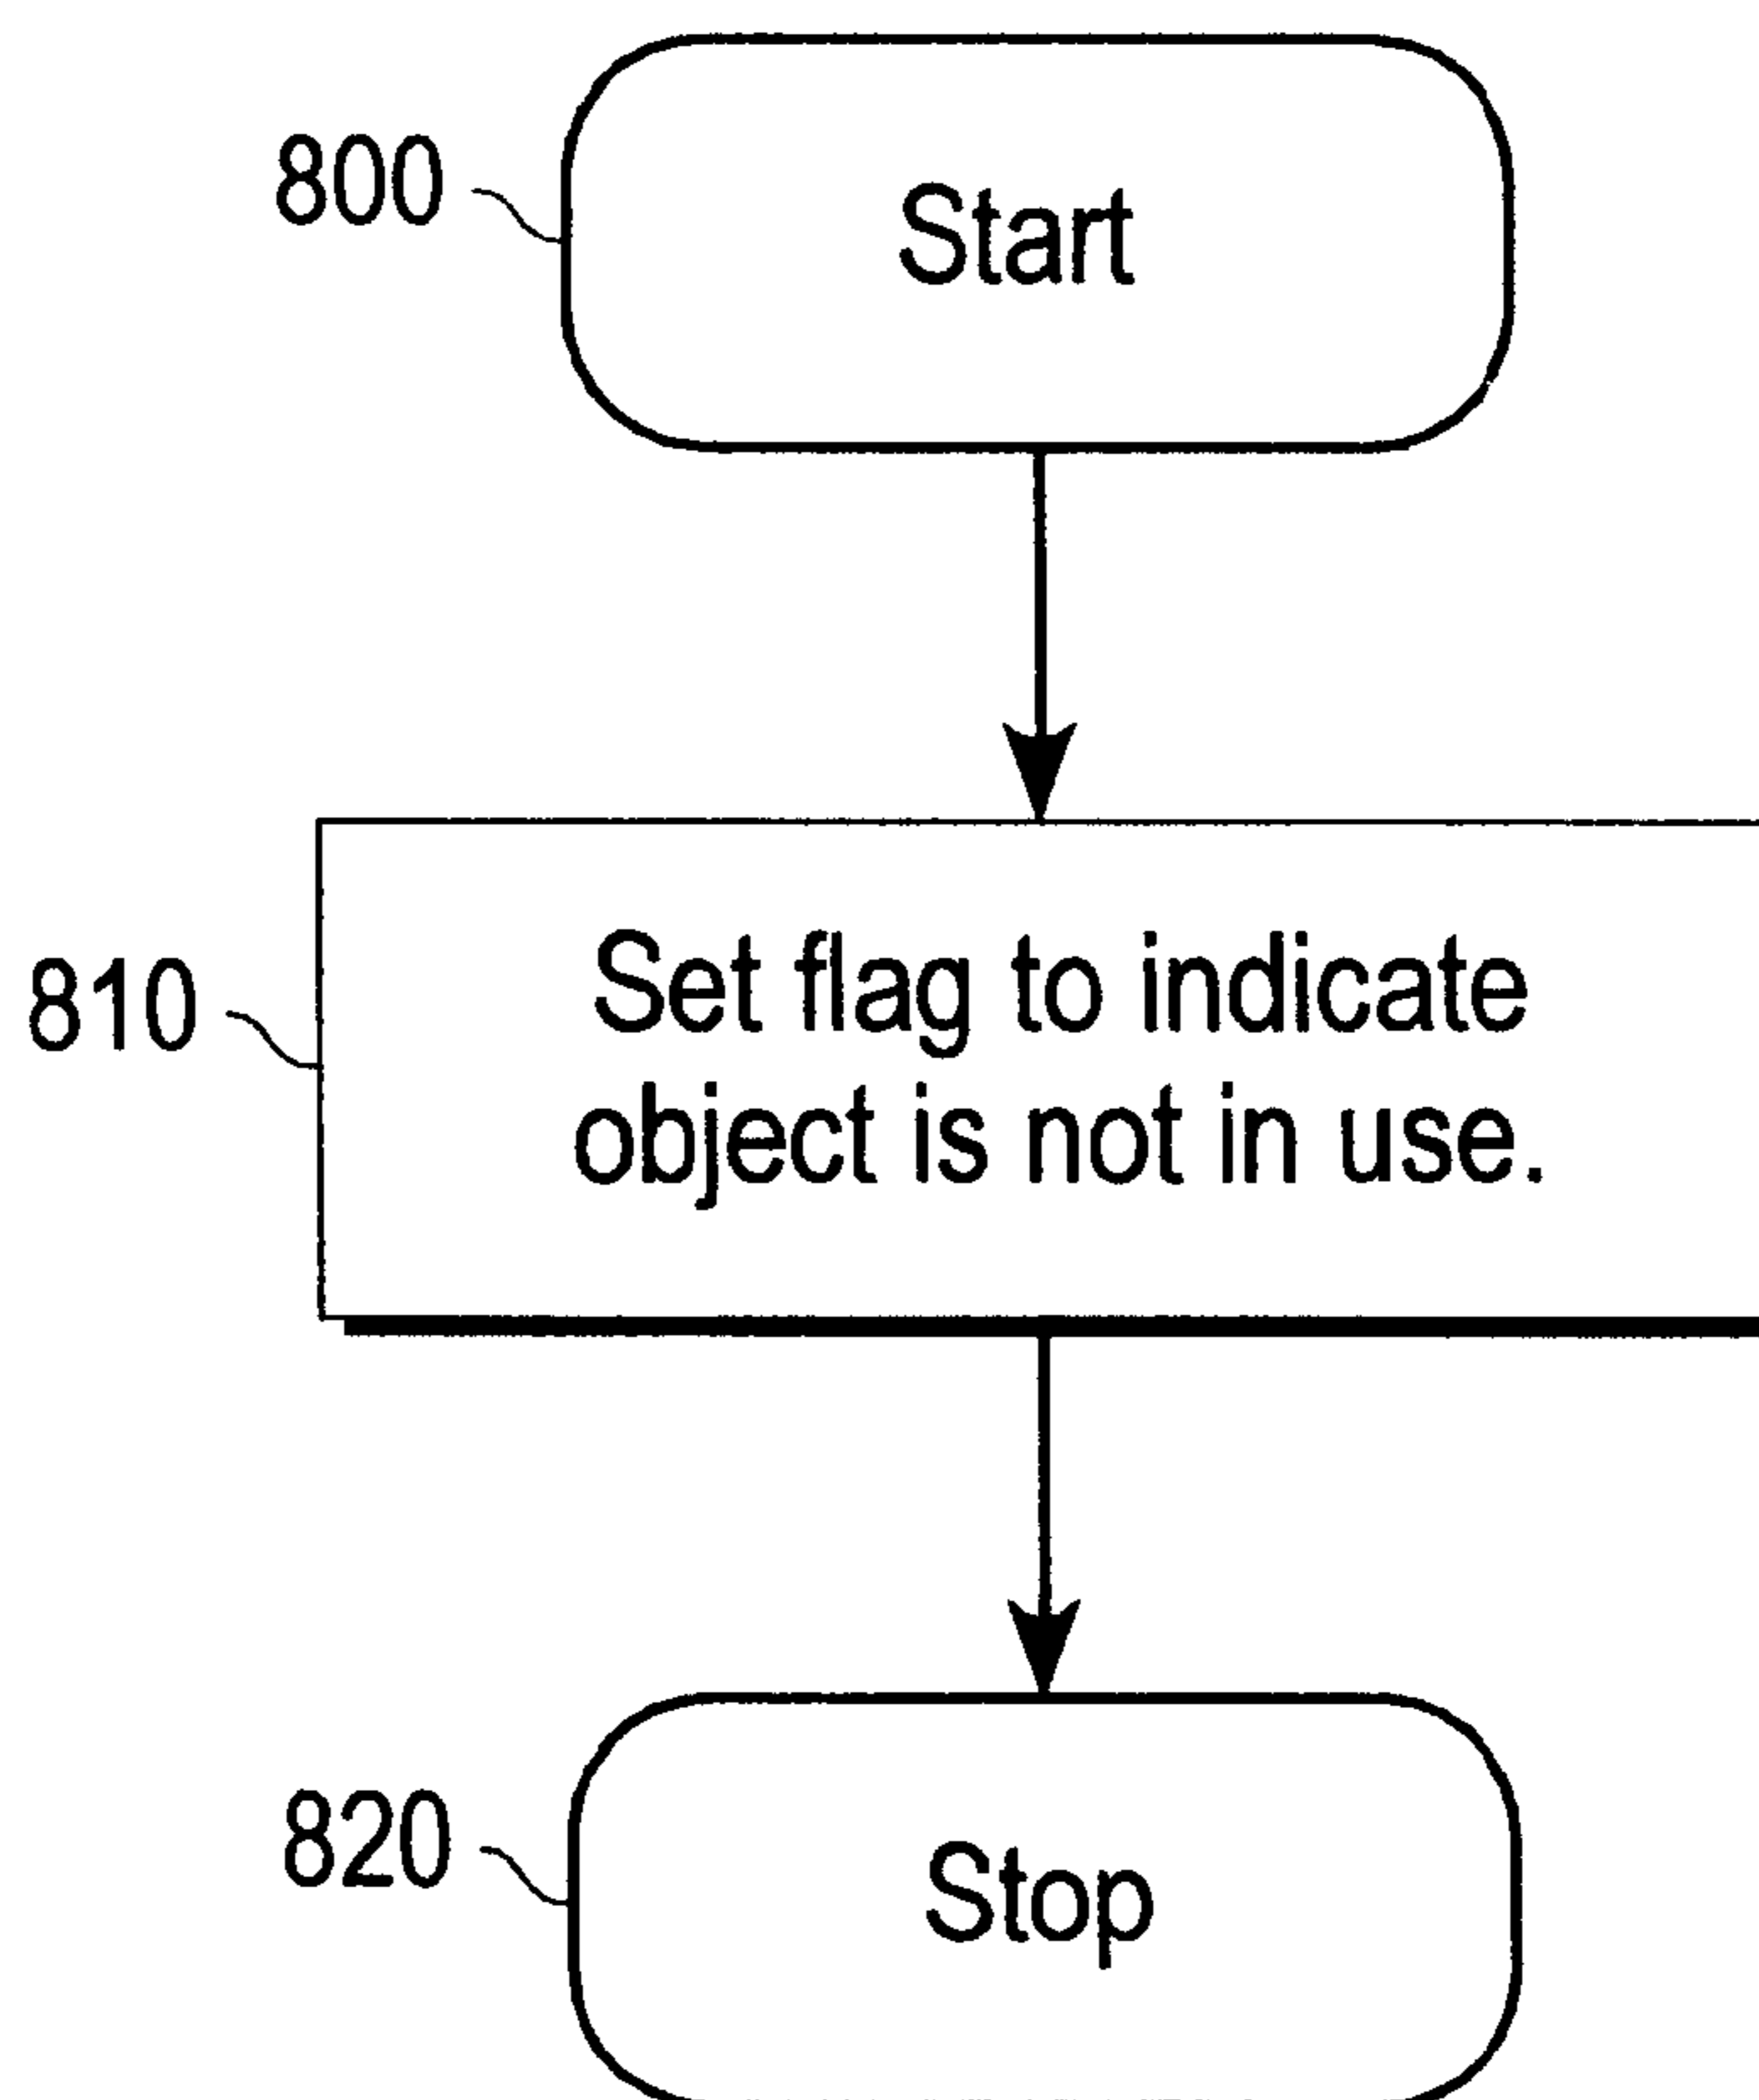 800
Start
810
Set flag to indicate
object is not in use.
820
Stop